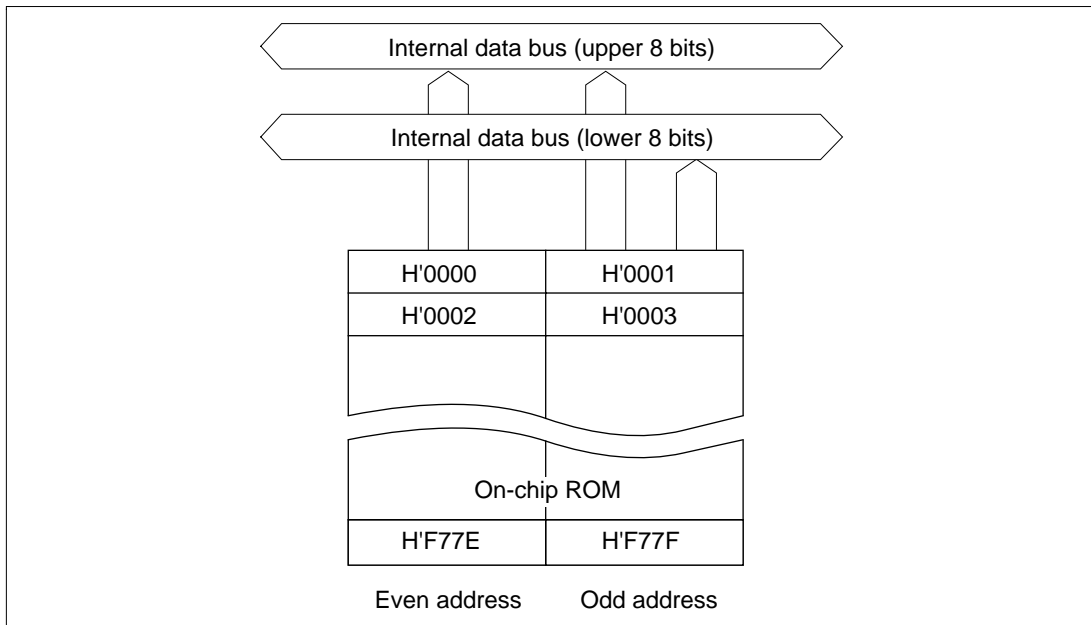 Internal data bus (upper 8 bits)
Internal data bus (lower 8 bits)
H'0000 H'0001
H'0002 H'0003
On-chip ROM
H'F77E H'F77F
Even address Odd address